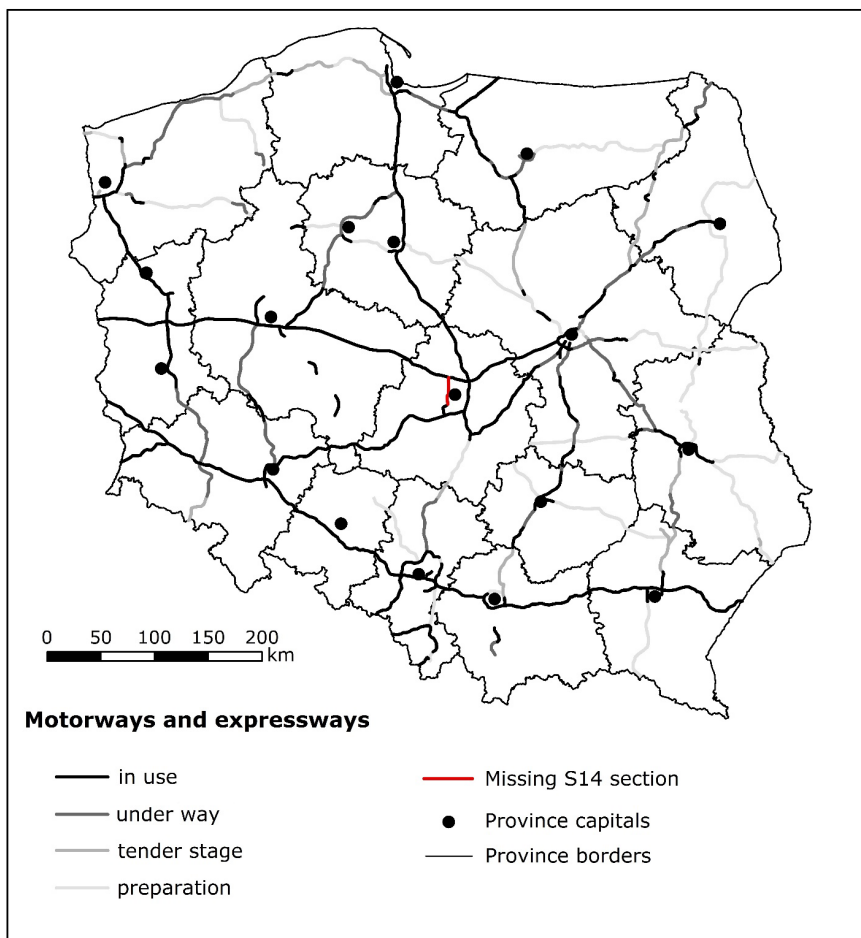 0 50 100 150 200
km
Motorways and expressways
in use
under way
tender stage
preparation
Missing S14 section
Province capitals
Province borders